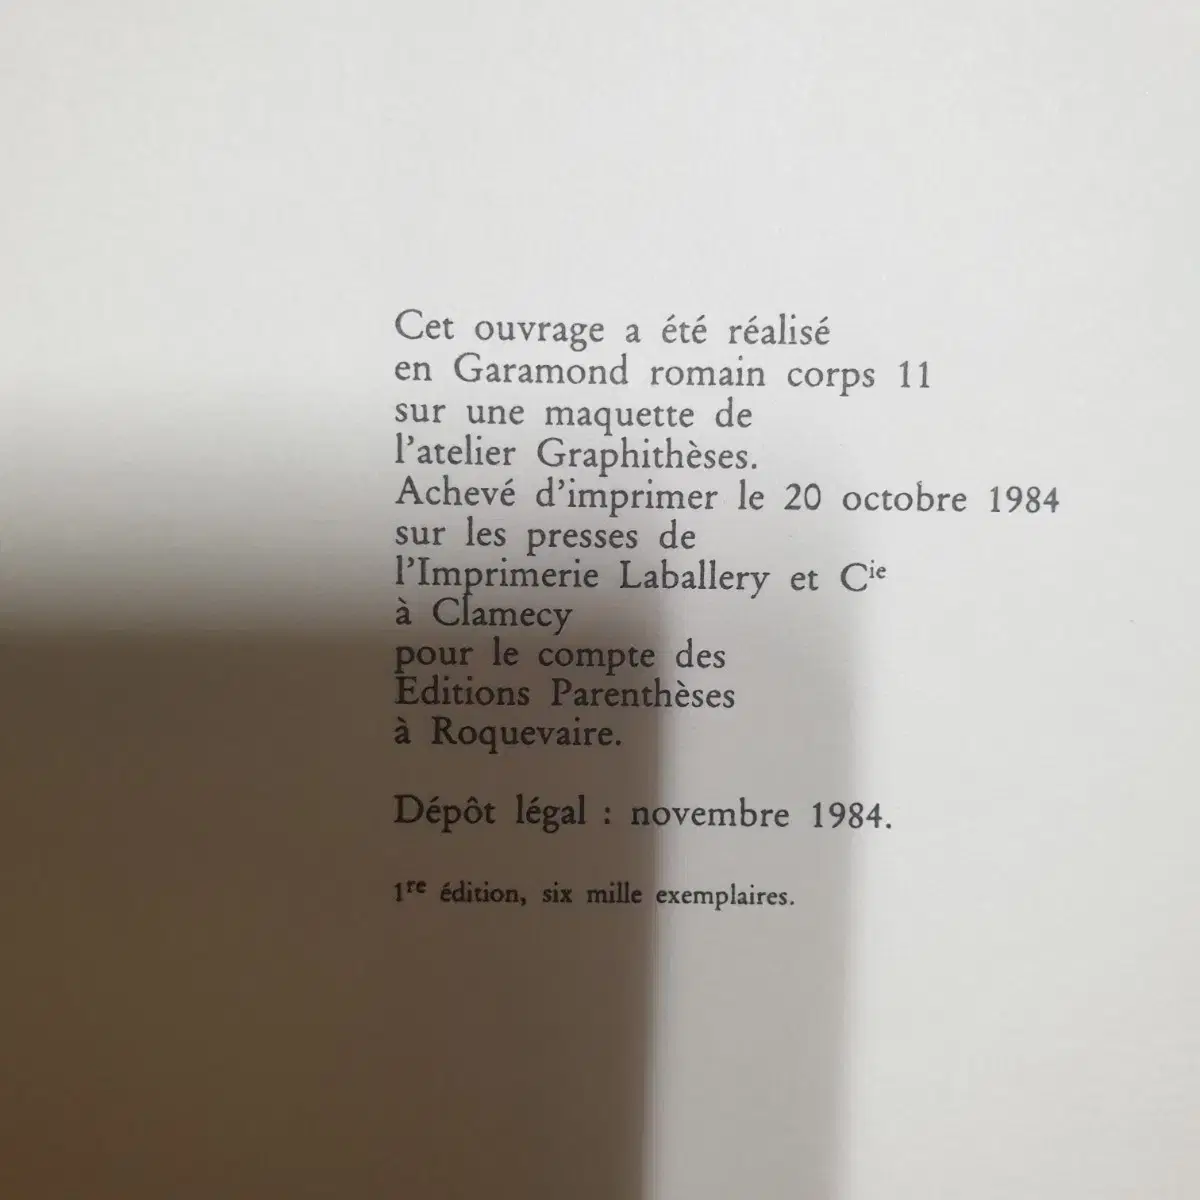 Cet ouvrage a été réalisé
en Garamond romain corps 11
sur une maquette de
l’atelier Graphithèses.
Achevé d’imprimer le 20 octobre 1984
sur les presses de
l’Imprimerie Laballery et Cie
à Clamecy
pour le compte des
Editions Parenthèses
à Roquevaire.
Dépôt légal : novembre 1984.
1re édition, six mille exemplaires.